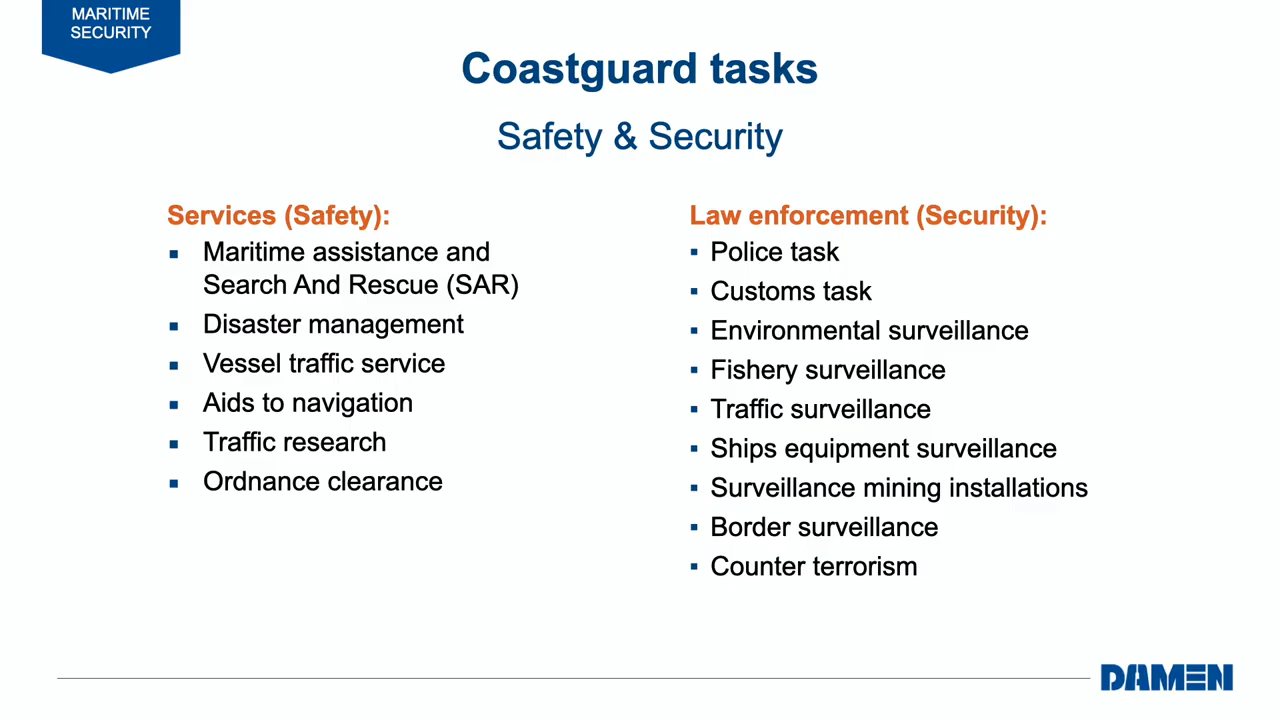 MARITIME
SECURITY
Coastguard tasks
Safety & Security
Services (Safety):
▪ Maritime assistance and
Search And Rescue (SAR)
▪ Disaster management
▪ Vessel traffic service
▪ Aids to navigation
▪ Traffic research
▪ Ordnance clearance
Law enforcement (Security):
▪ Police task
▪ Customs task
▪ Environmental surveillance
▪ Fishery surveillance
▪ Traffic surveillance
▪ Ships equipment surveillance
▪ Surveillance mining installations
▪ Border surveillance
▪ Counter terrorism
DAMEN